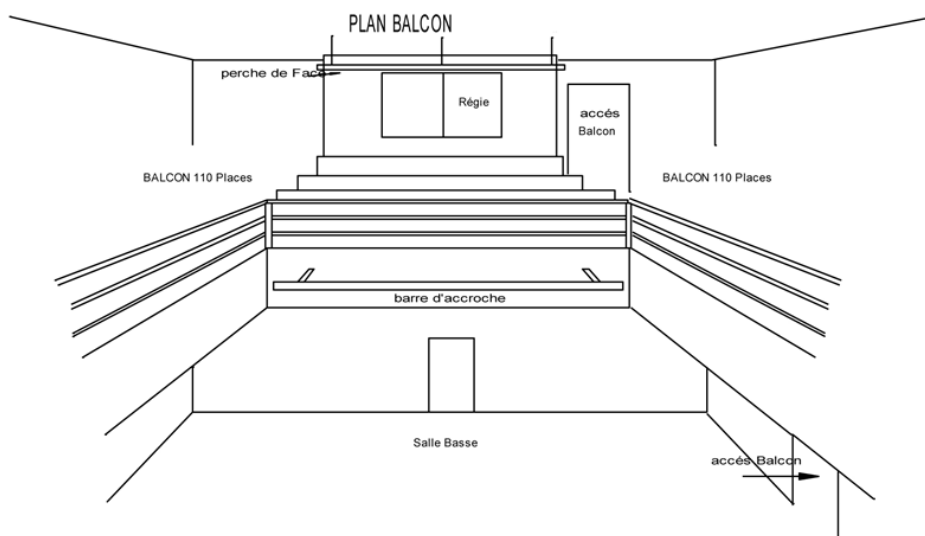 PLAN BALCON
perche de Face
Régie
accés
Balcon
BALCON 110 Places
BALCON 110 Places
barre d'accroche
Salle Basse
accés Balcon